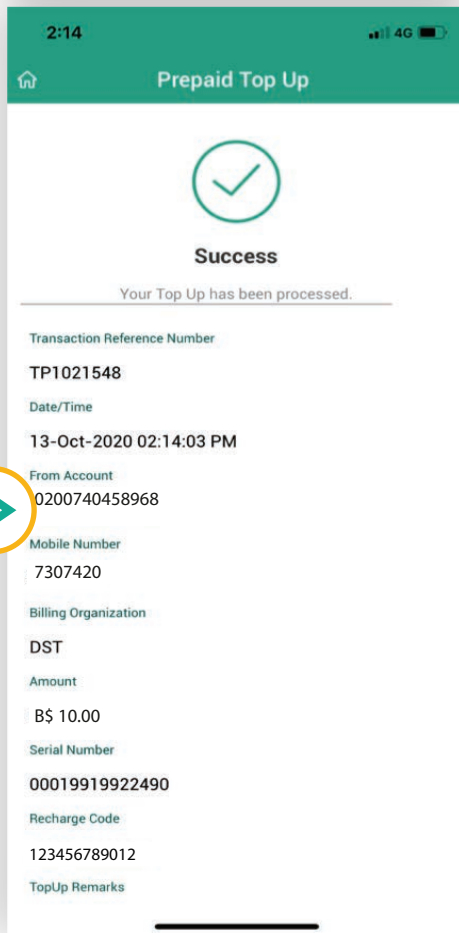 2:14
4G
Prepaid Top Up
Success
Your Top Up has been processed.
Transaction Reference Number
TP1021548
Date/Time
13-Oct-2020 02:14:03 PM
From Account
0200740458968
Mobile Number
7307420
Billing Organization
DST
Amount
B$ 10.00
Serial Number
00019919922490
Recharge Code
123456789012
TopUp Remarks